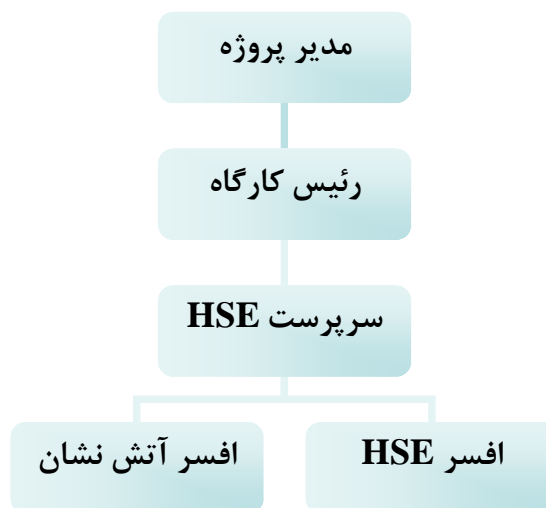 مدیر پروژه
رئیس کارگاه
سرپرست HSE
افسر HSE
افسر آتش نشان